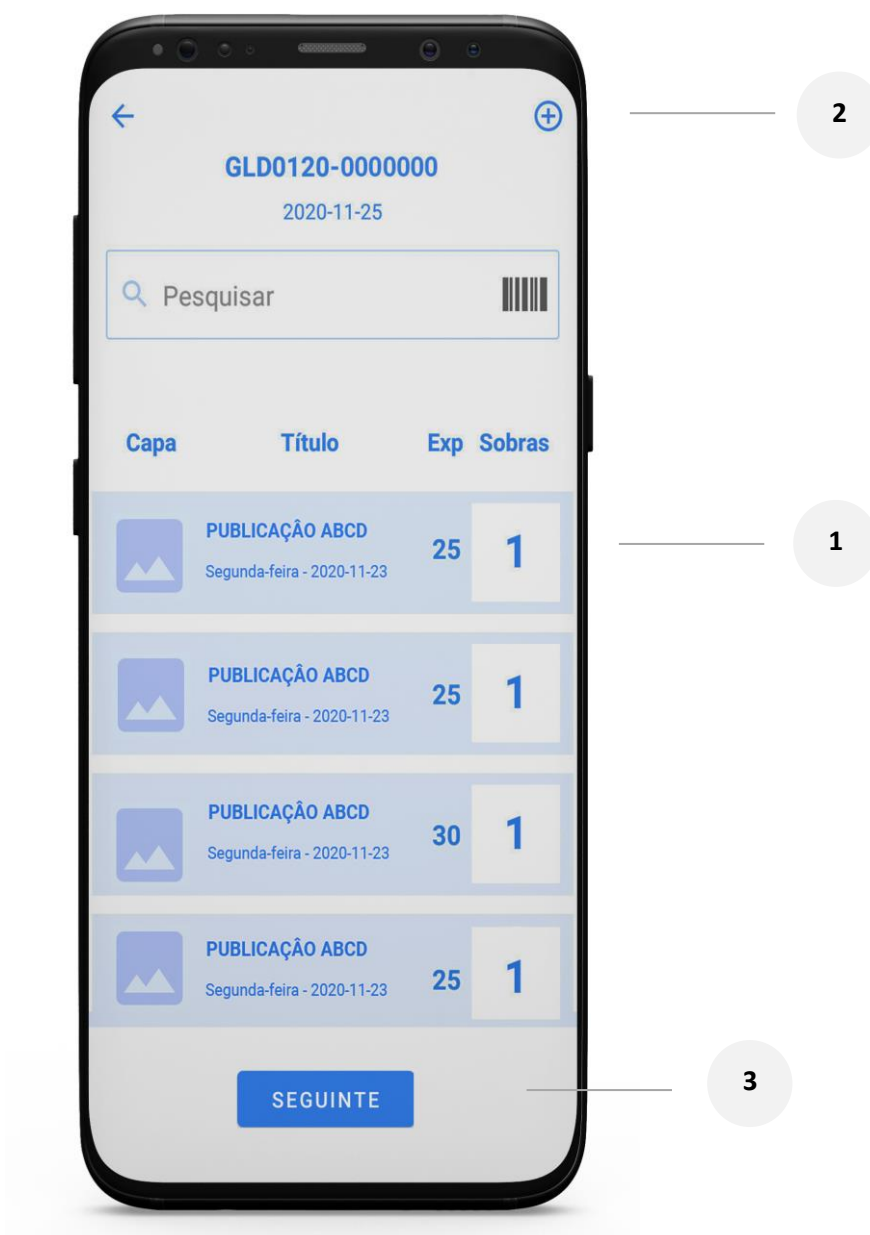 2
GLD0120-0000000
2020-11-25
Pesquisar
Capa Título Exp Sobras
PUBLICAÇÂO ABCD
Segunda-feira - 2020-11-23
25 1
1
PUBLICAÇÂO ABCD
Segunda-feira - 2020-11-23
25 1
PUBLICAÇÂO ABCD
Segunda-feira - 2020-11-23
30 1
PUBLICAÇÂO ABCD
Segunda-feira - 2020-11-23
25 1
3
SEGUINTE